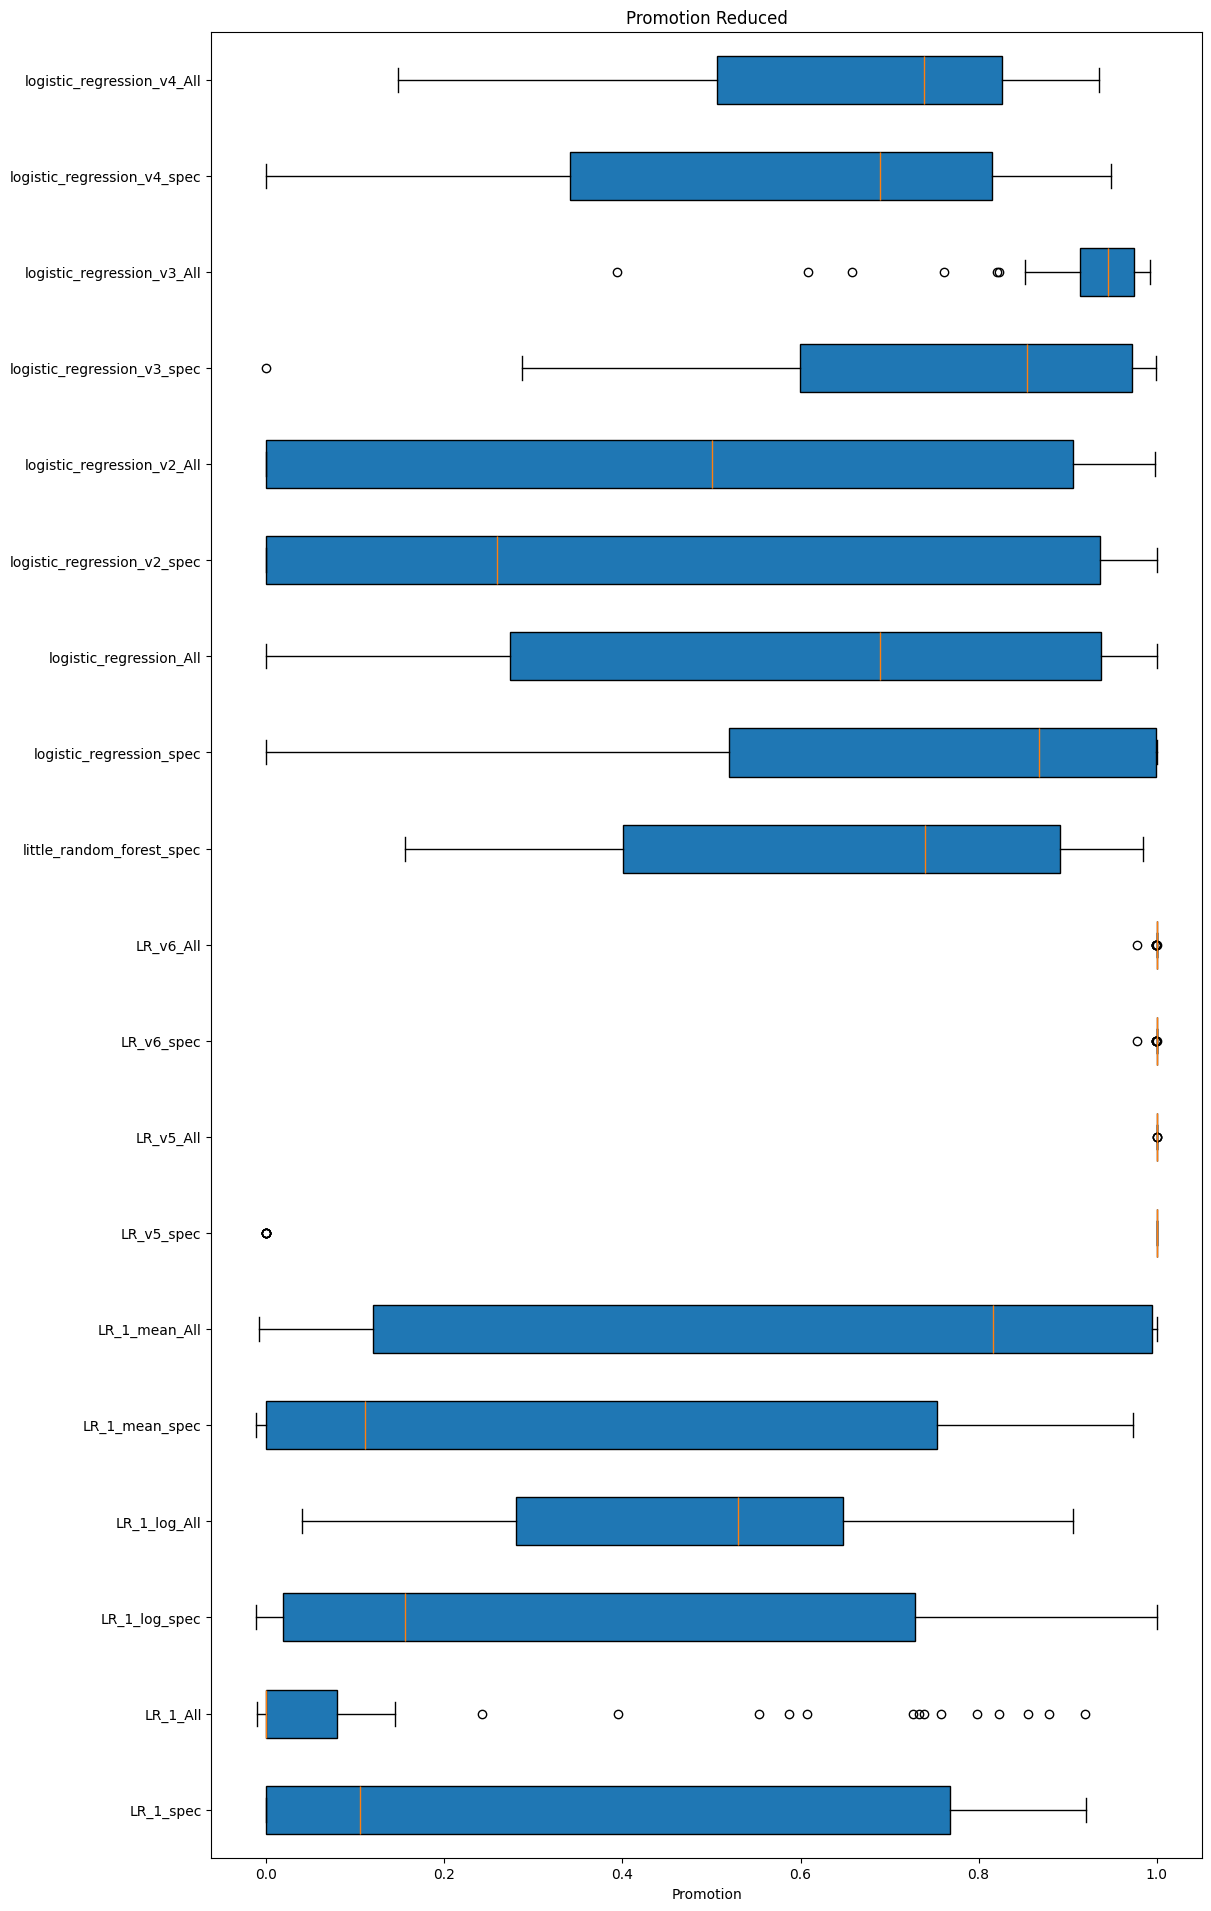 Promotion Reduced
logistic_regression_v4_All
logistic_regression_v4_spec
logistic_regression_v3_All
logistic_regression_v3_spec
logistic_regression_v2_All
logistic_regression_v2_spec
logistic_regression_All
logistic_regression_spec
little_random_forest_spec
LR_v6_All
LR_v6_spec
LR_v5_All
LR_v5_spec
LR_1_mean_All
LR_1_mean_spec
LR_1_log_All
LR_1_log_spec
LR_1_All
LR_1_spec
0.0 0.2 0.4 0.6 0.8 1.0
Promotion